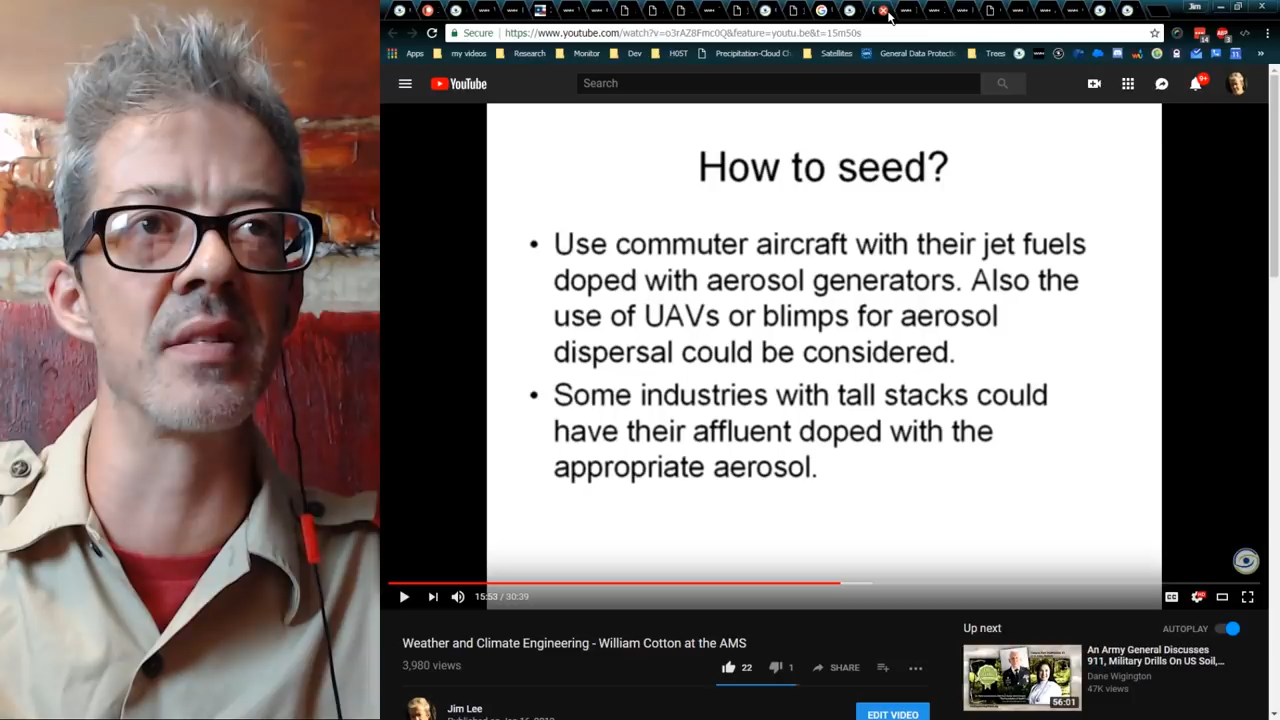 Jim
Secure
https://www.youtube.com/watch?v=o3rAZ8Fmc0Q&feature=youtu.be&t=15m50s
Apps
my videos
Research
Monitor
Dev
H05T
Precipitation-Cloud Ch
Satellites
General Data Protectio
Trees
YouTube
Search
9+
How to seed?
• Use commuter aircraft with their jet fuels
doped with aerosol generators. Also the
use of UAVs or blimps for aerosol
dispersal could be considered.
• Some industries with tall stacks could
have their affluent doped with the
appropriate aerosol.
15:53 / 30:39
CC
HD
Weather and Climate Engineering - William Cotton at the AMS
3,980 views
22
1
SHARE
Jim Lee
EDIT VIDEO
Up next
AUTOPLAY
An Army General Discusses
911, Military Drills On US Soil,...
Dane Wigington
47K views
56:01